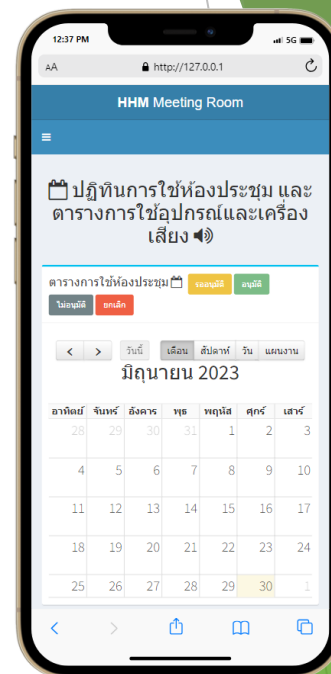 12:37 PM 5G
AA http://127.0.0.1
HHM Meeting Room
ปฏิทินการใช้ห้องประชุม และ
ตารางการใช้อุปกรณ์และเครื่อง
เสียง
ตารางการใช้ห้องประชุม รออนุมัติ อนุมัติ
ไม่อนุมัติ ยกเลิก
วันนี้ เดือน สัปดาห์ วัน แผนงาน
มิถุนายน 2023
อาทิตย์ จันทร์ อังคาร พุธ พฤหัส ศุกร์ เสาร์
28 29 30 31 1 2 3
4 5 6 7 8 9 10
11 12 13 14 15 16 17
18 19 20 21 22 23 24
25 26 27 28 29 30 1